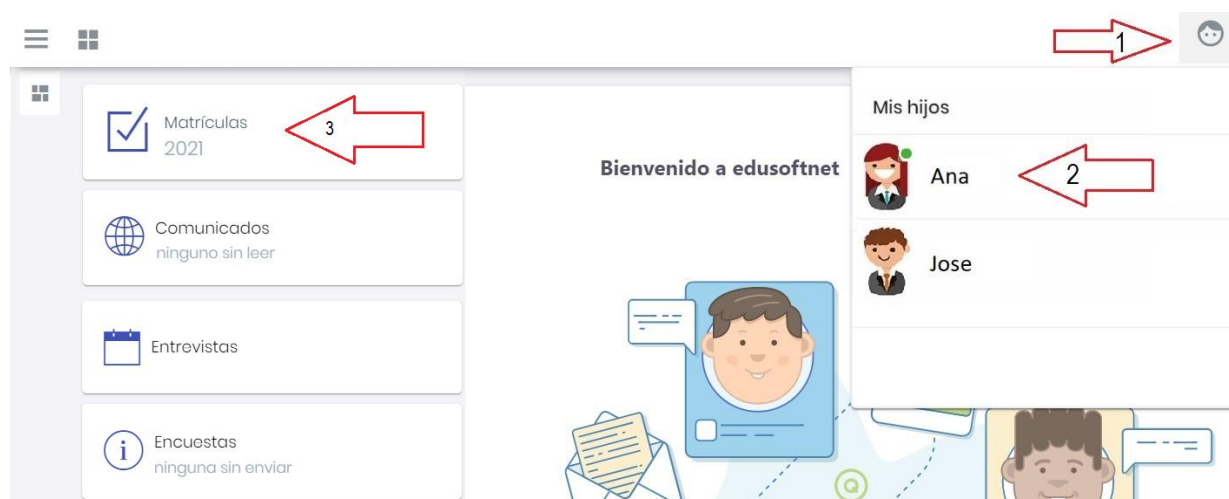 1
Mis hijos
Matrículas
2021
3
Bienvenido a edusoftnet
Ana
2
Comunicados
ninguno sin leer
Jose
Entrevistas
i
Encuestas
ninguna sin enviar
Q